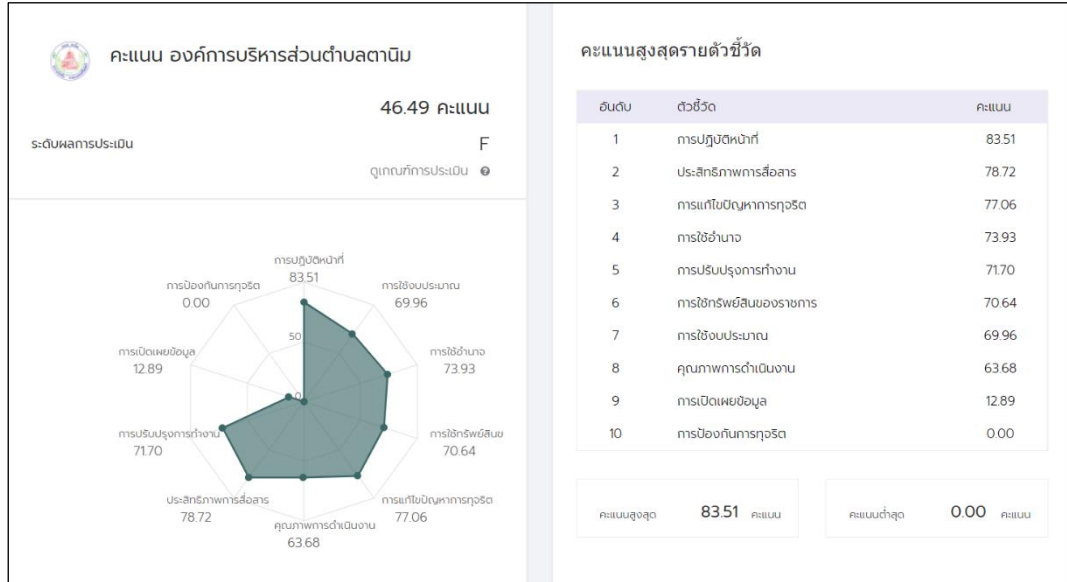 คะแนน องค์การบริหารส่วนตำบลตานิม
46.49 คะแนน
ระดับผลการประเมิน F
ดูเกณฑ์การประเมิน
การปฏิบัติหน้าที่
83.51
การป้องกันการทุจริต
0.00
การใช้งบประมาณ
69.96
50
การเปิดเผยข้อมูล
12.89
การใช้อำนาจ
73.93
0
การปรับปรุงการทำงาน
71.70
การใช้ทรัพย์สินข
70.64
ประสิทธิภาพการสื่อสาร
78.72
การแก้ไขปัญหาการทุจริต
77.06
คุณภาพการดำเนินงาน
63.68
คะแนนสูงสุดรายตัวชี้วัด
อันดับ ตัวชี้วัด คะแนน
1 การปฏิบัติหน้าที่ 83.51
2 ประสิทธิภาพการสื่อสาร 78.72
3 การแก้ไขปัญหาการทุจริต 77.06
4 การใช้อำนาจ 73.93
5 การปรับปรุงการทำงาน 71.70
6 การใช้ทรัพย์สินของราชการ 70.64
7 การใช้งบประมาณ 69.96
8 คุณภาพการดำเนินงาน 63.68
9 การเปิดเผยข้อมูล 12.89
10 การป้องกันการทุจริต 0.00
คะแนนสูงสุด 83.51 คะแนน
คะแนนต่ำสุด 0.00 คะแนน